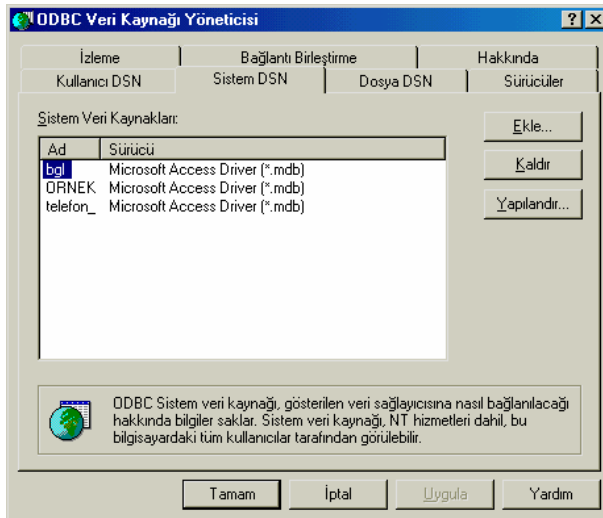 ODBC Veri Kaynağı Yöneticisi
İzleme Bağlantı Birleştirme Hakkında
Kullanıcı DSN Sistem DSN Dosya DSN Sürücüler
Sistem Veri Kaynakları:
Ekle...
Ad Sürücü
bgl Microsoft Access Driver (*.mdb)
Kaldır
ORNEK Microsoft Access Driver (*.mdb)
telefon_ Microsoft Access Driver (*.mdb)
Yapılandır...
ODBC Sistem veri kaynağı, gösterilen veri sağlayıcısına nasıl bağlanılacağı
hakkında bilgiler saklar. Sistem veri kaynağı, NT hizmetleri dahil, bu
bilgisayardaki tüm kullanıcılar tarafından görülebilir.
Tamam İptal Uygula Yardım